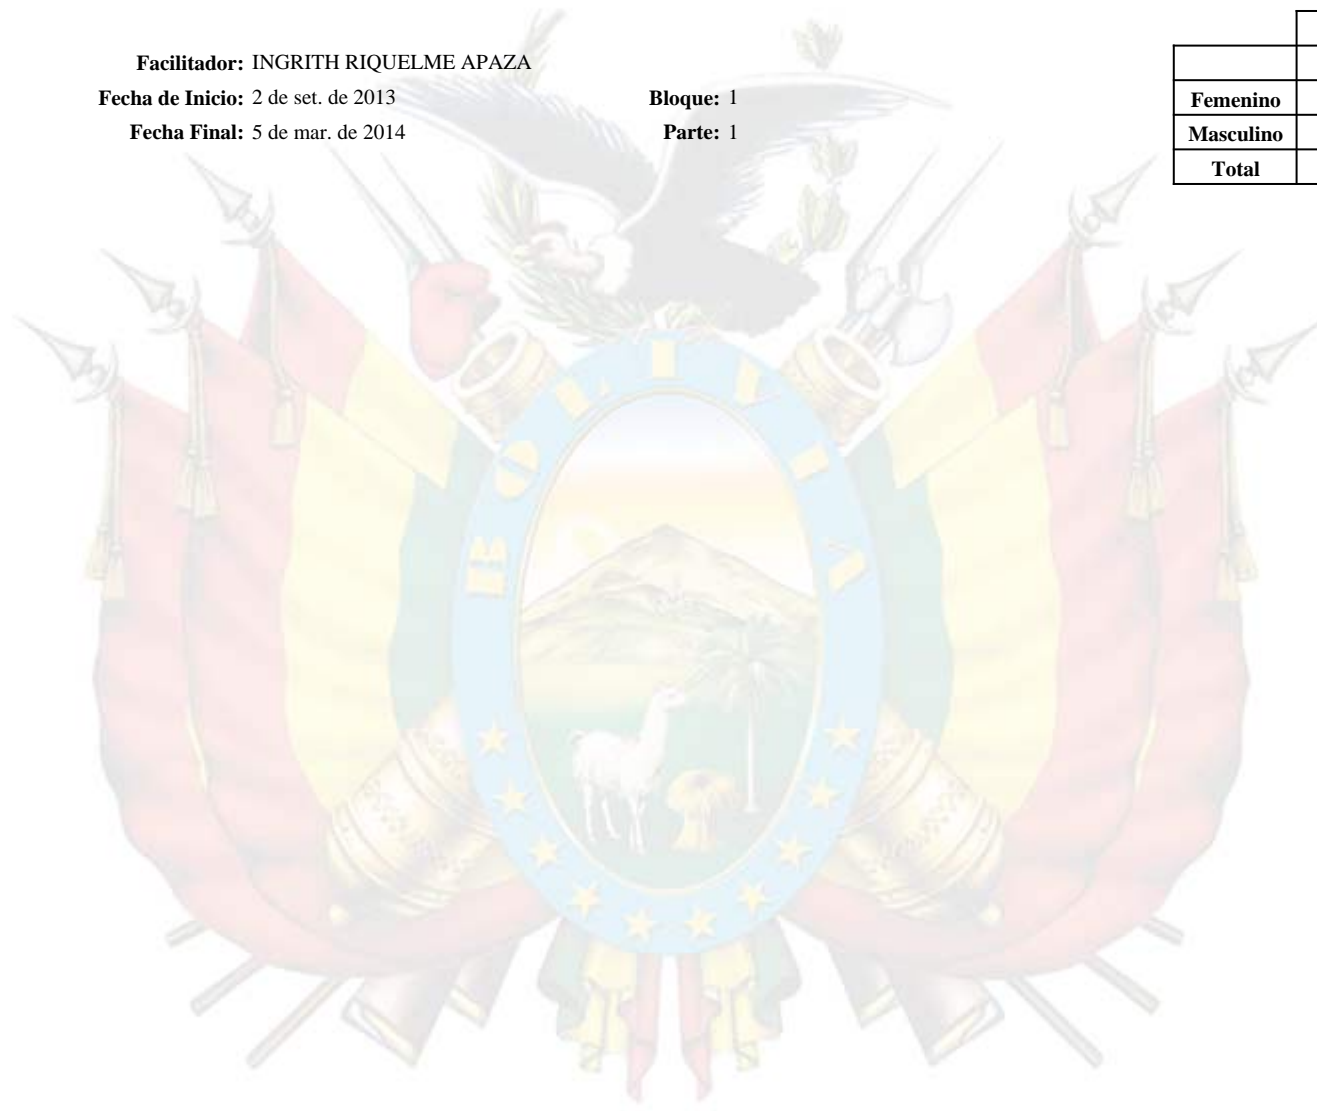 Facilitador: INGRITH RIQUELME APAZA
Fecha de Inicio: 2 de set. de 2013 Bloque: 1
Fecha Final: 5 de mar. de 2014 Parte: 1
Femenino
Masculino
Total
BOLIVIA